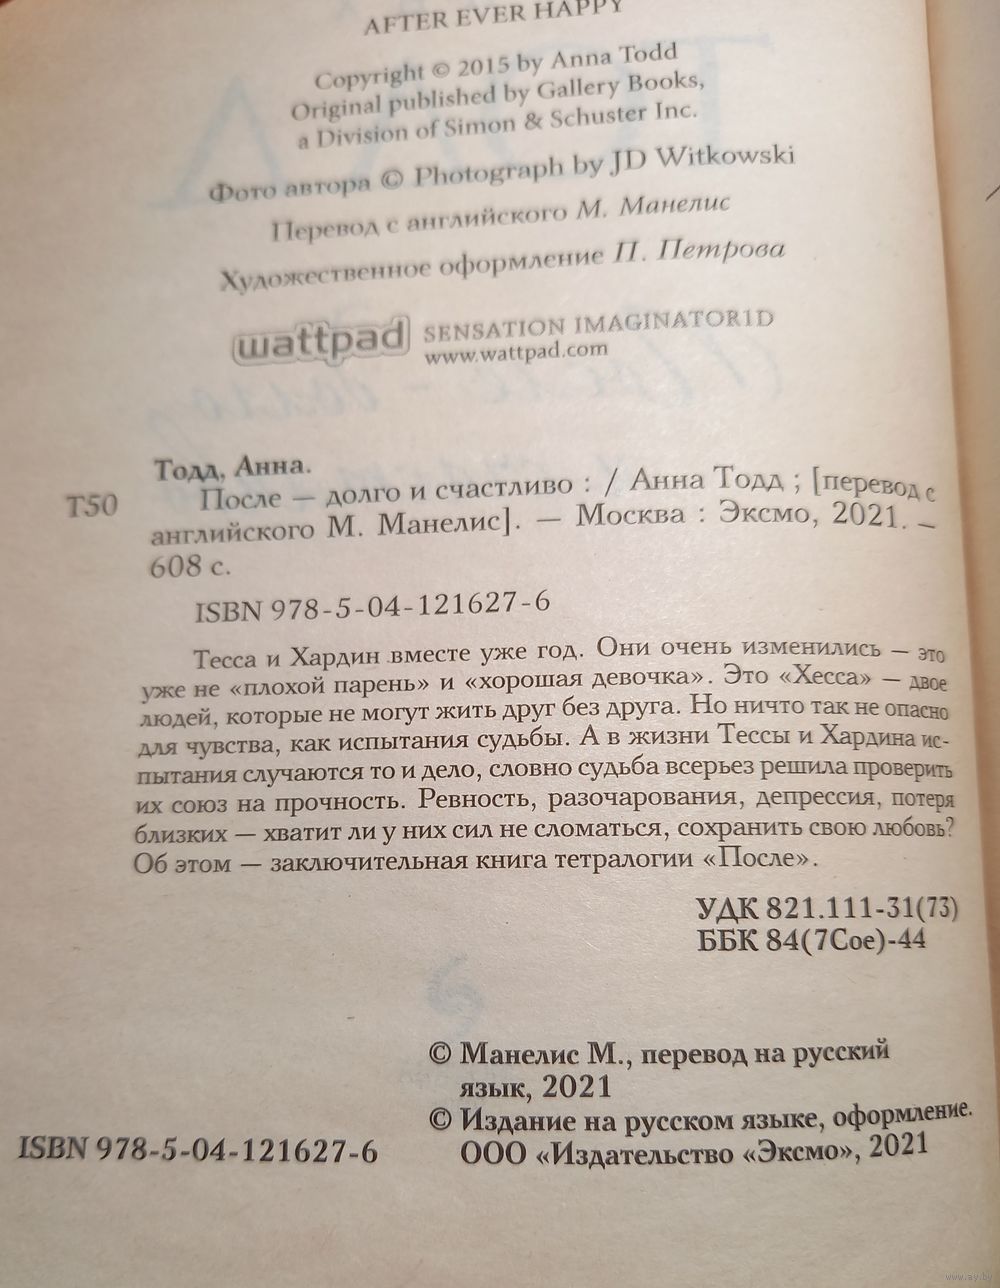 AFTER EVER HAPPY
Copyright © 2015 by Anna Todd
Original published by Gallery Books,
a Division of Simon & Schuster Inc.
Фото автора © Photograph by JD Witkowski
Перевод с английского М. Манелис
Художественное оформление П. Петрова
wattpad SENSATION IMAGINATOR1D
www.wattpad.com
Тодд, Анна.
Т50 После — долго и счастливо : / Анна Тодд ; [перевод с
английского М. Манелис]. — Москва : Эксмо, 2021. —
608 с.
ISBN 978-5-04-121627-6
Тесса и Хардин вместе уже год. Они очень изменились — это
уже не «плохой парень» и «хорошая девочка». Это «Хесса» — двое
людей, которые не могут жить друг без друга. Но ничто так не опасно
для чувства, как испытания судьбы. А в жизни Тессы и Хардина ис-
пытания случаются то и дело, словно судьба всерьез решила проверить
их союз на прочность. Ревность, разочарования, депрессия, потеря
близких — хватит ли у них сил не сломаться, сохранить свою любовь?
Об этом — заключительная книга тетралогии «После».
УДК 821.111-31(73)
ББК 84(7Сое)-44
© Манелис М., перевод на русский
язык, 2021
© Издание на русском языке, оформление.
ISBN 978-5-04-121627-6 ООО «Издательство «Эксмо», 2021
www.ay.by